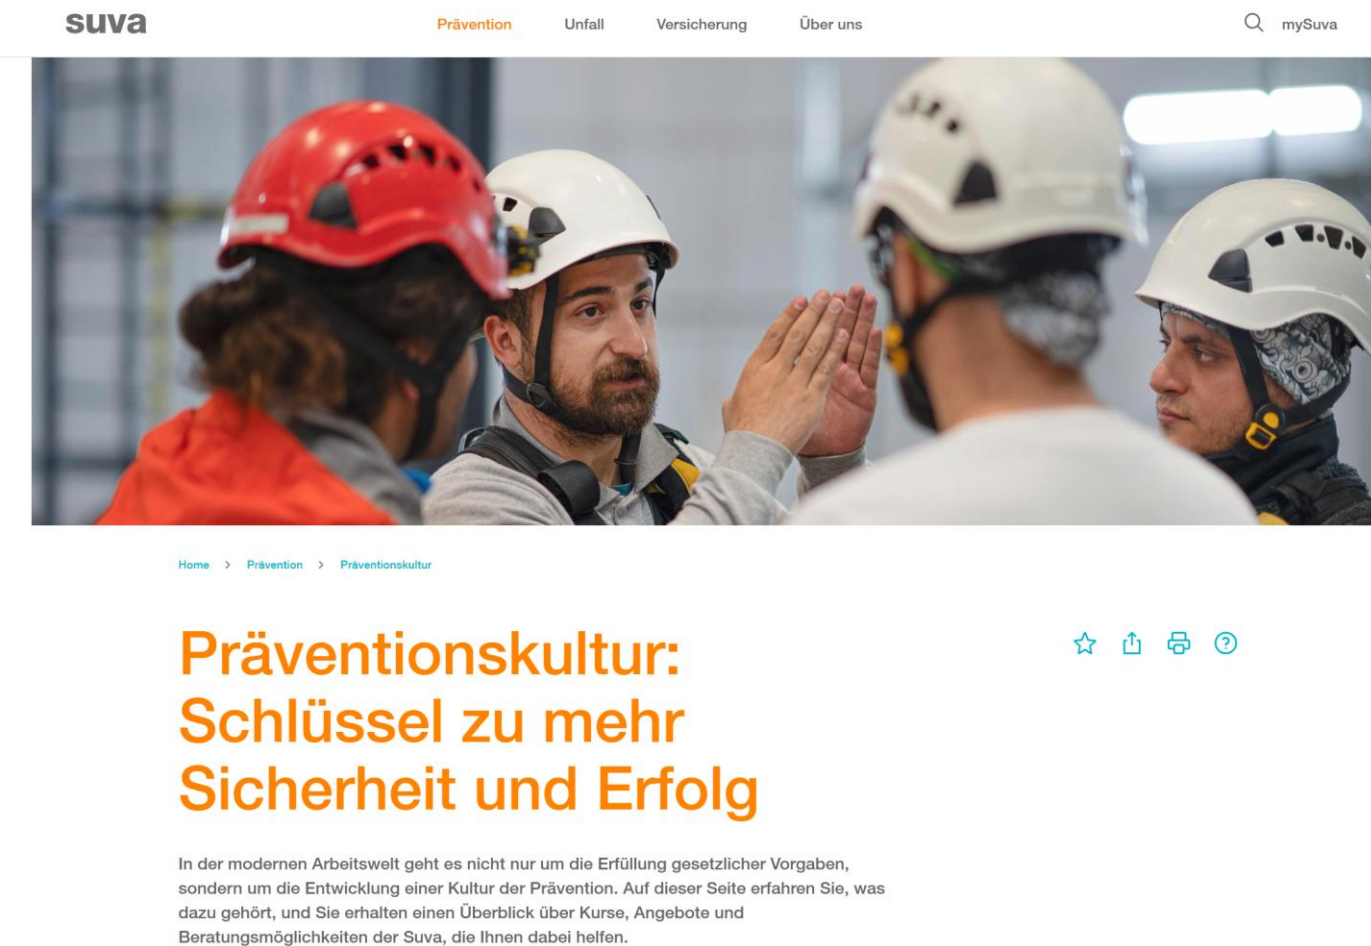 suva
Prävention
Unfall
Versicherung
Über uns
mySuva
Home > Prävention > Präventionskultur
Präventionskultur:
Schlüssel zu mehr
Sicherheit und Erfolg
In der modernen Arbeitswelt geht es nicht nur um die Erfüllung gesetzlicher Vorgaben,
sondern um die Entwicklung einer Kultur der Prävention. Auf dieser Seite erfahren Sie, was
dazu gehört, und Sie erhalten einen Überblick über Kurse, Angebote und
Beratungsmöglichkeiten der Suva, die Ihnen dabei helfen.